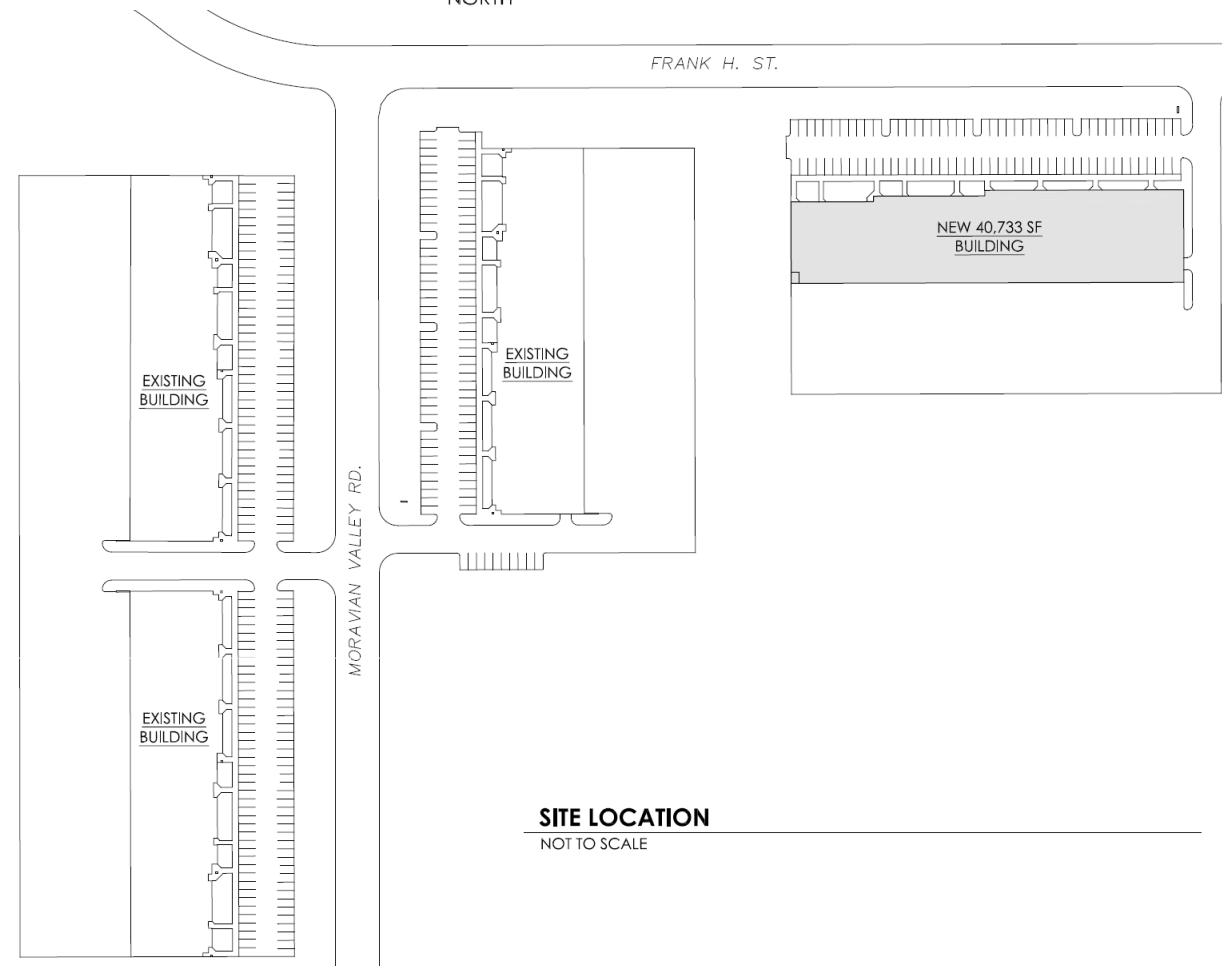 NORTH
FRANK H. ST.
NEW 40,733 SF
BUILDING
EXISTING
BUILDING
EXISTING
BUILDING
MORAVIAN VALLEY RD.
EXISTING
BUILDING
SITE LOCATION
NOT TO SCALE